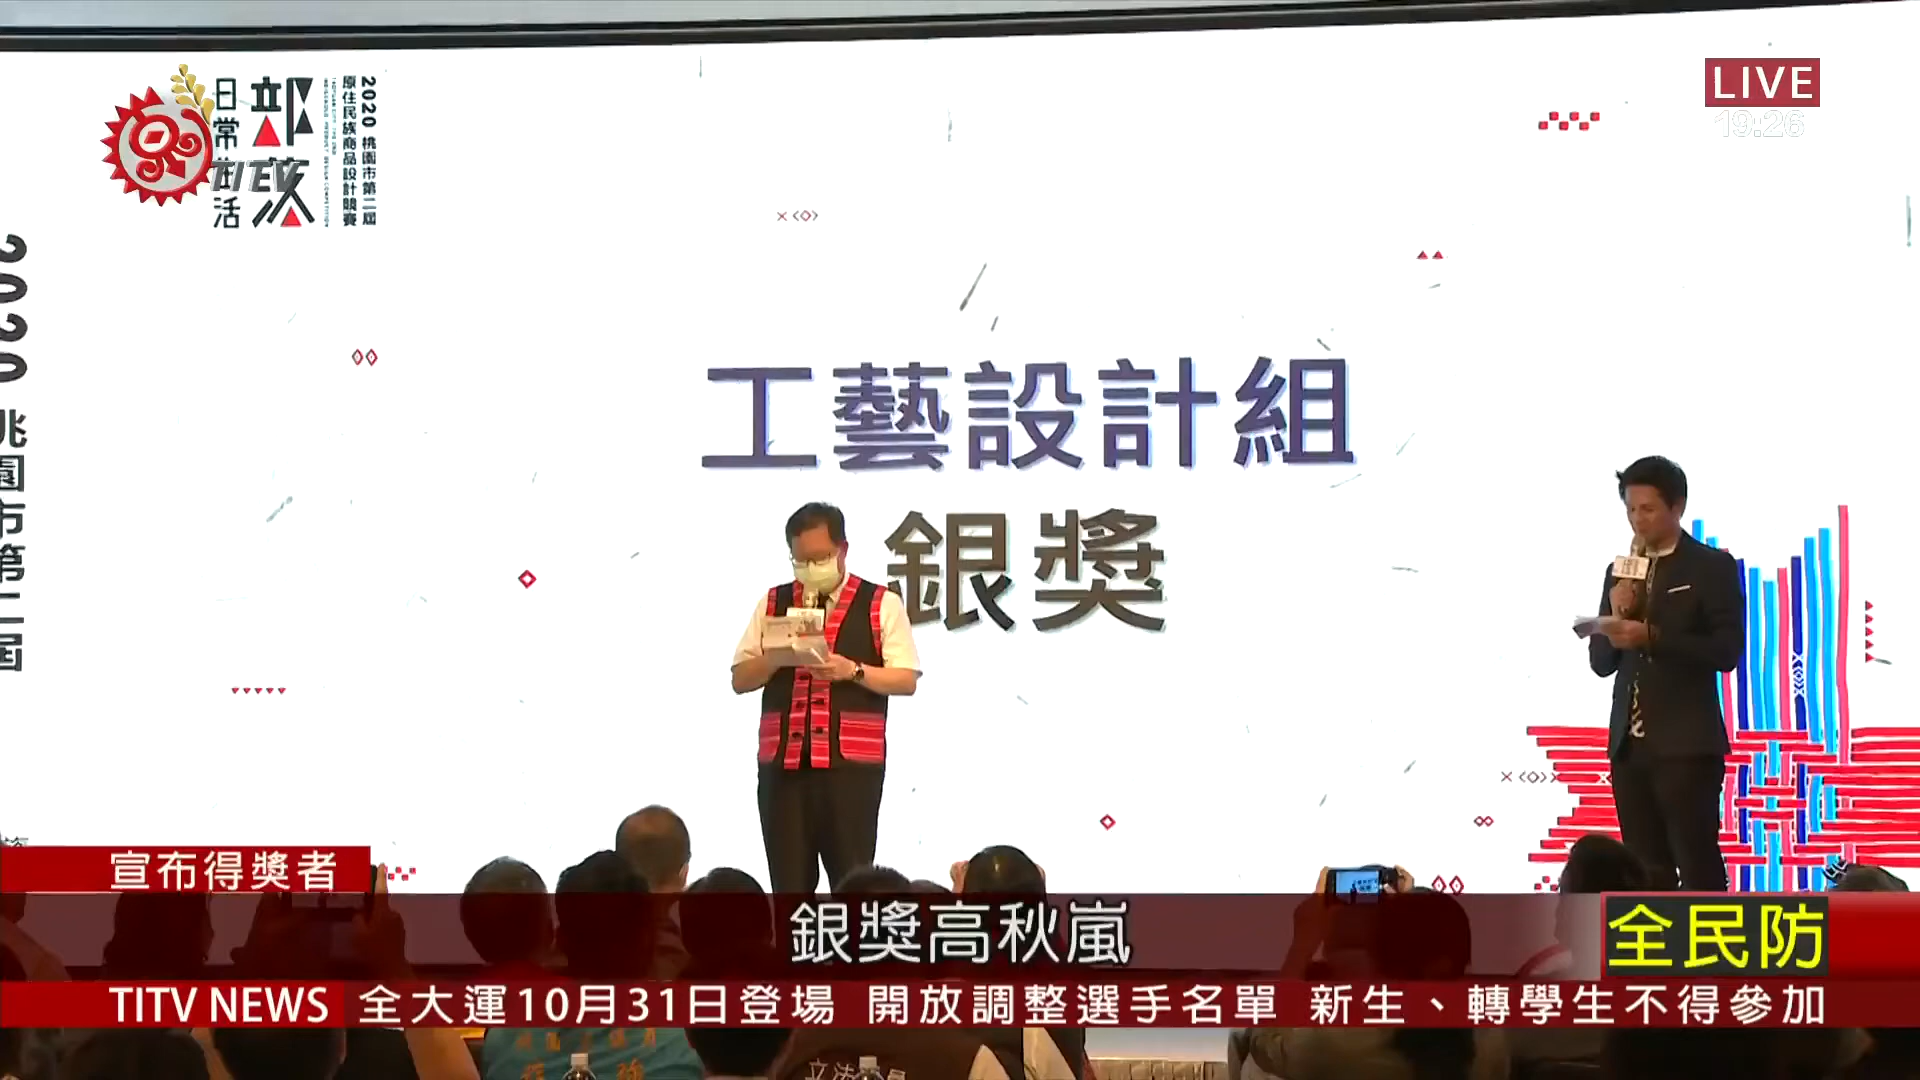 日常生活
部落
2020 桃園市第二屆
原住民族商品設計競賽
TITV
LIVE
19:26
2020 桃園市第二屆
工藝設計組
銀獎
宣布得獎者
銀獎高秋嵐
全民防
TITV NEWS 全大運10月31日登場 開放調整選手名單 新生、轉學生不得參加